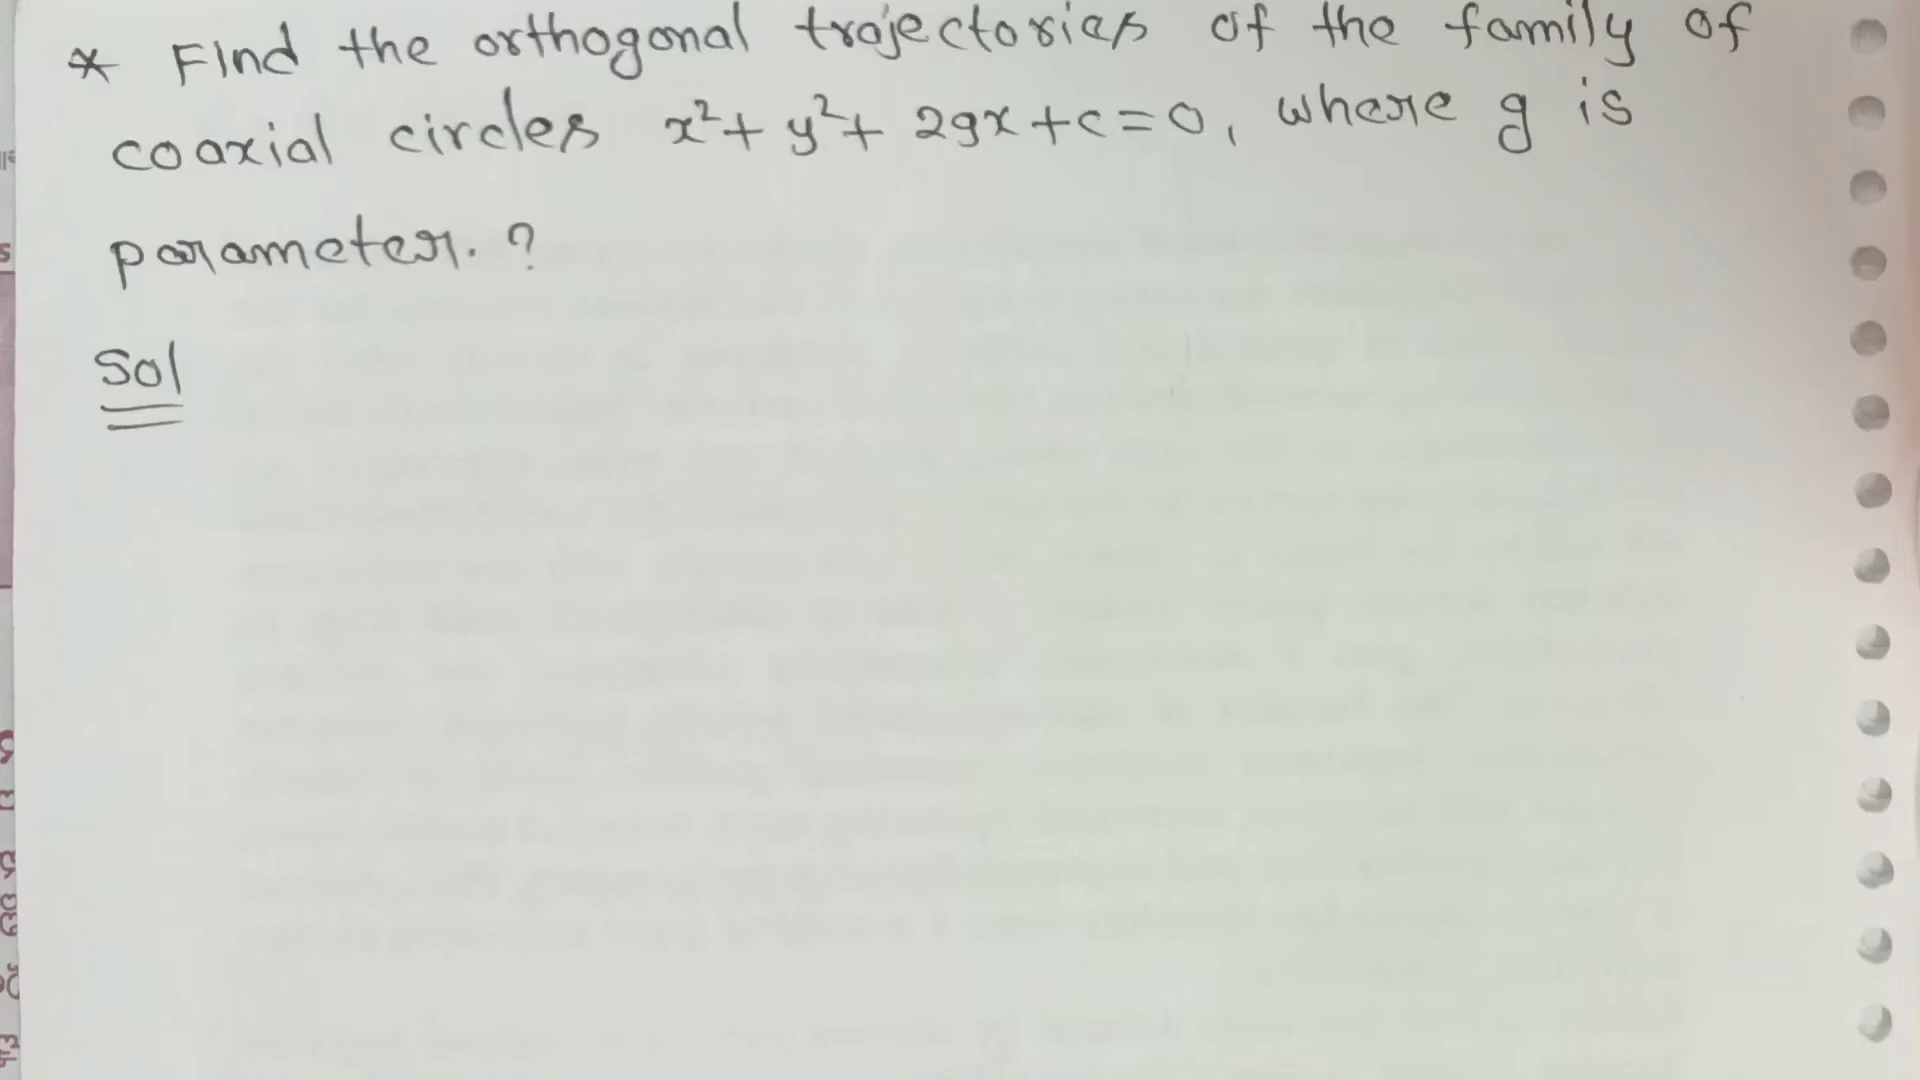 * Find the orthogonal trajectories of the family of
coaxial circles x²+ y²+ 2gx+c=0, where g is
parameter. ?
Sol